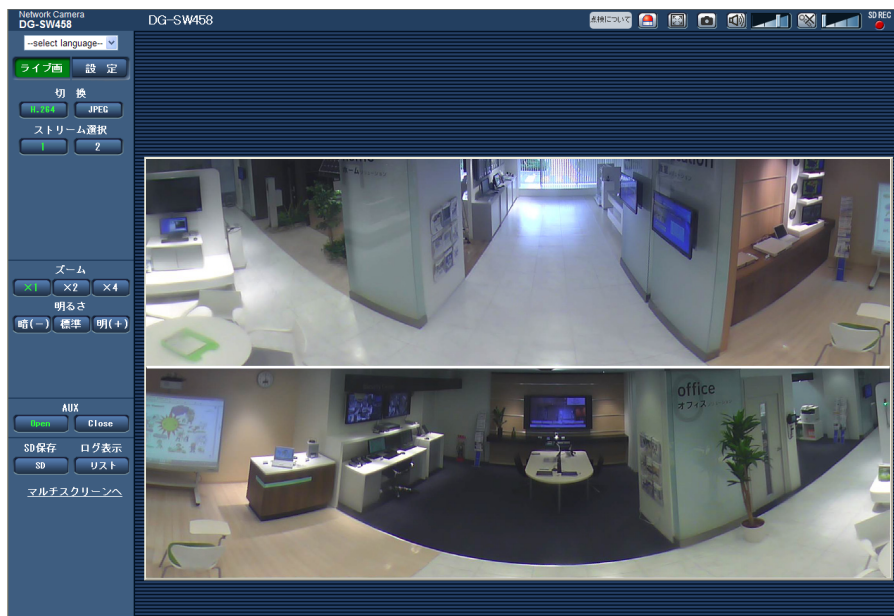 Network Camera
DG-SW458
DG-SW458
点検について
SD REC
--select language--
ライブ画
設 定
切 換
H.264
JPEG
ストリーム選択
1
2
ズーム
×1
×2
×4
明るさ
暗(−)
標準
明(+)
AUX
Open
Close
SD保存
ログ表示
SD
リスト
マルチスクリーンへ
office
オフィス